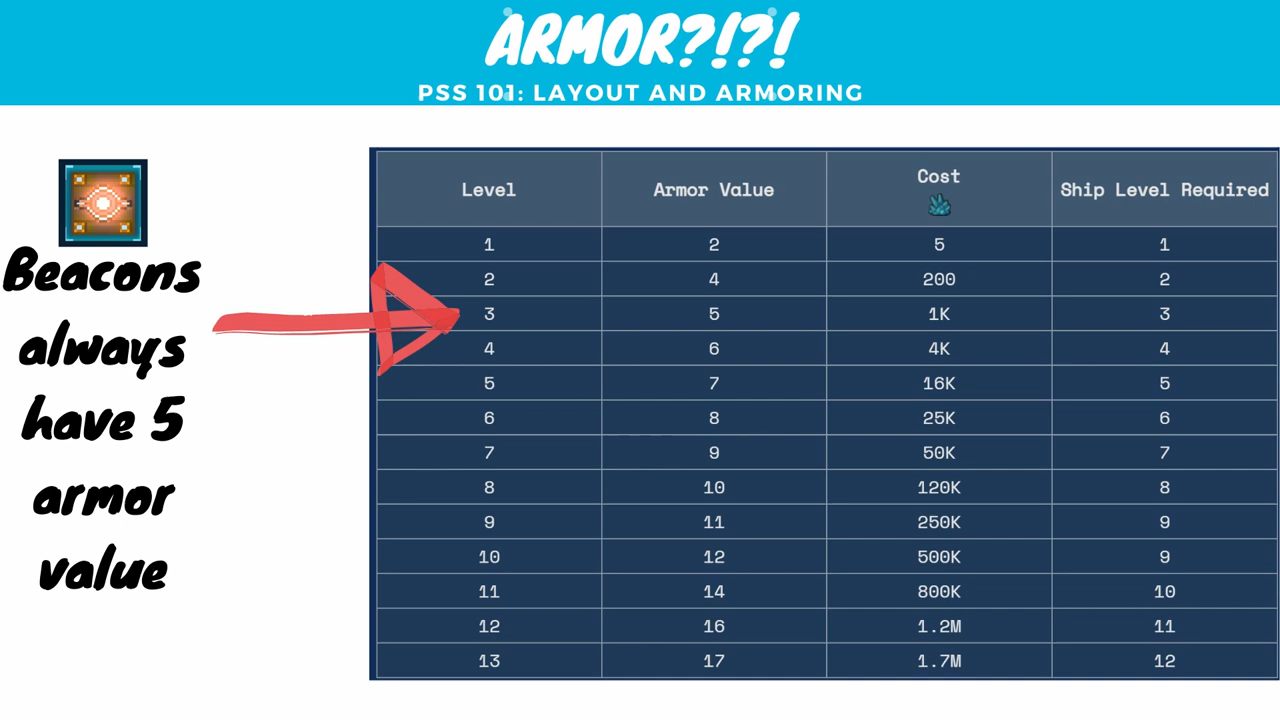 ARMOR?!?!
PSS 101: LAYOUT AND ARMORING
Beacons
always
have 5
armor
value
Level Armor Value Cost Ship Level Required
1 2 5 1
2 4 200 2
3 5 1K 3
4 6 4K 4
5 7 16K 5
6 8 25K 6
7 9 50K 7
8 10 120K 8
9 11 250K 9
10 12 500K 9
11 14 800K 10
12 16 1.2M 11
13 17 1.7M 12